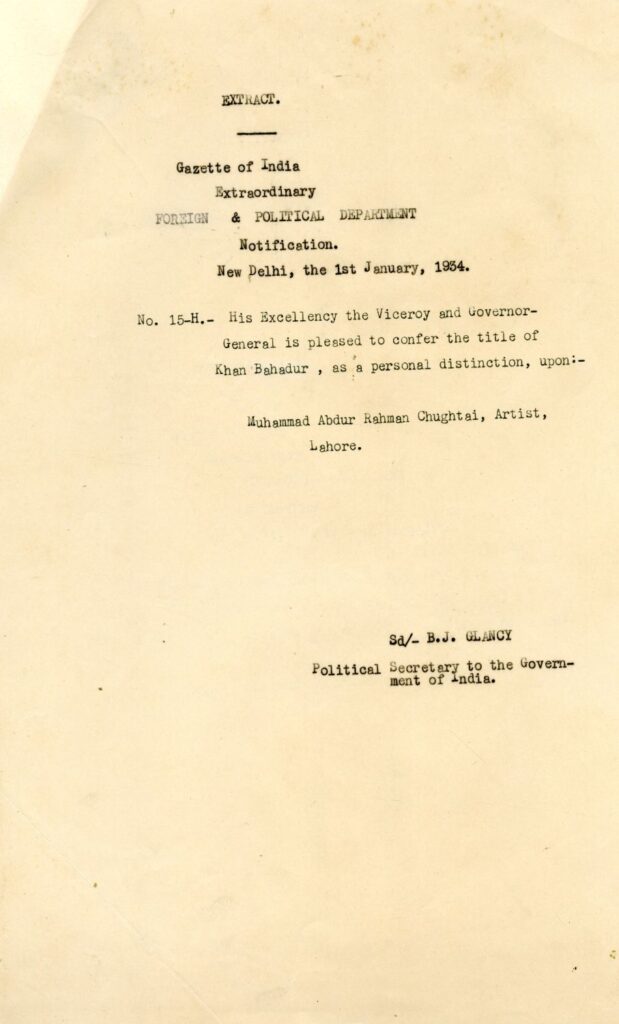 EXTRACT.
Gazette of India
Extraordinary
FOREIGN & POLITICAL DEPARTMENT
Notification.
New Delhi, the 1st January, 1934.
No. 15-H.- His Excellency the Viceroy and Governor-
General is pleased to confer the title of
Khan Bahadur , as a personal distinction, upon:-
Muhammad Abdur Rahman Chughtai, Artist,
Lahore.
Sd/- B.J. GLANCY
Political Secretary to the Govern-
ment of India.